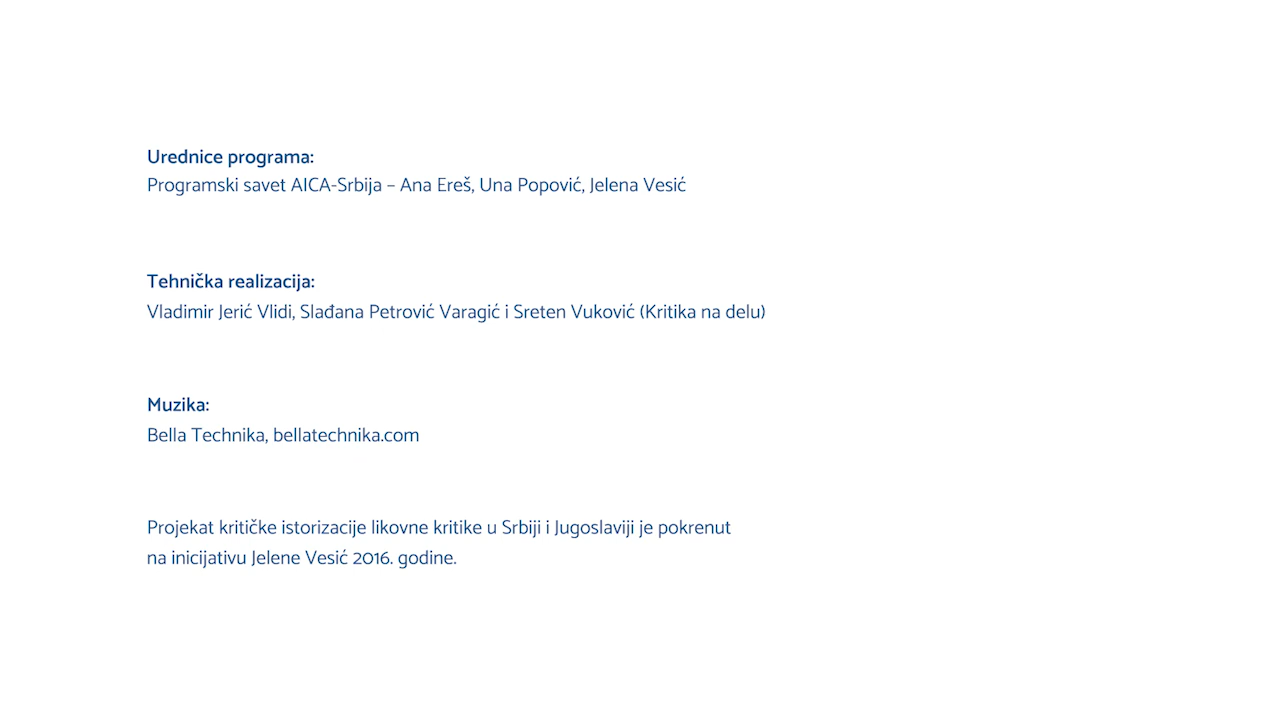 Urednice programa:
Programski savet AICA-Srbija – Ana Ereš, Una Popović, Jelena Vesić
Tehnička realizacija:
Vladimir Jerić Vlidi, Slađana Petrović Varagić i Sreten Vuković (Kritika na delu)
Muzika:
Bella Technika, bellatechnika.com
Projekat kritičke istorizacije likovne kritike u Srbiji i Jugoslaviji je pokrenut
na inicijativu Jelene Vesić 2016. godine.